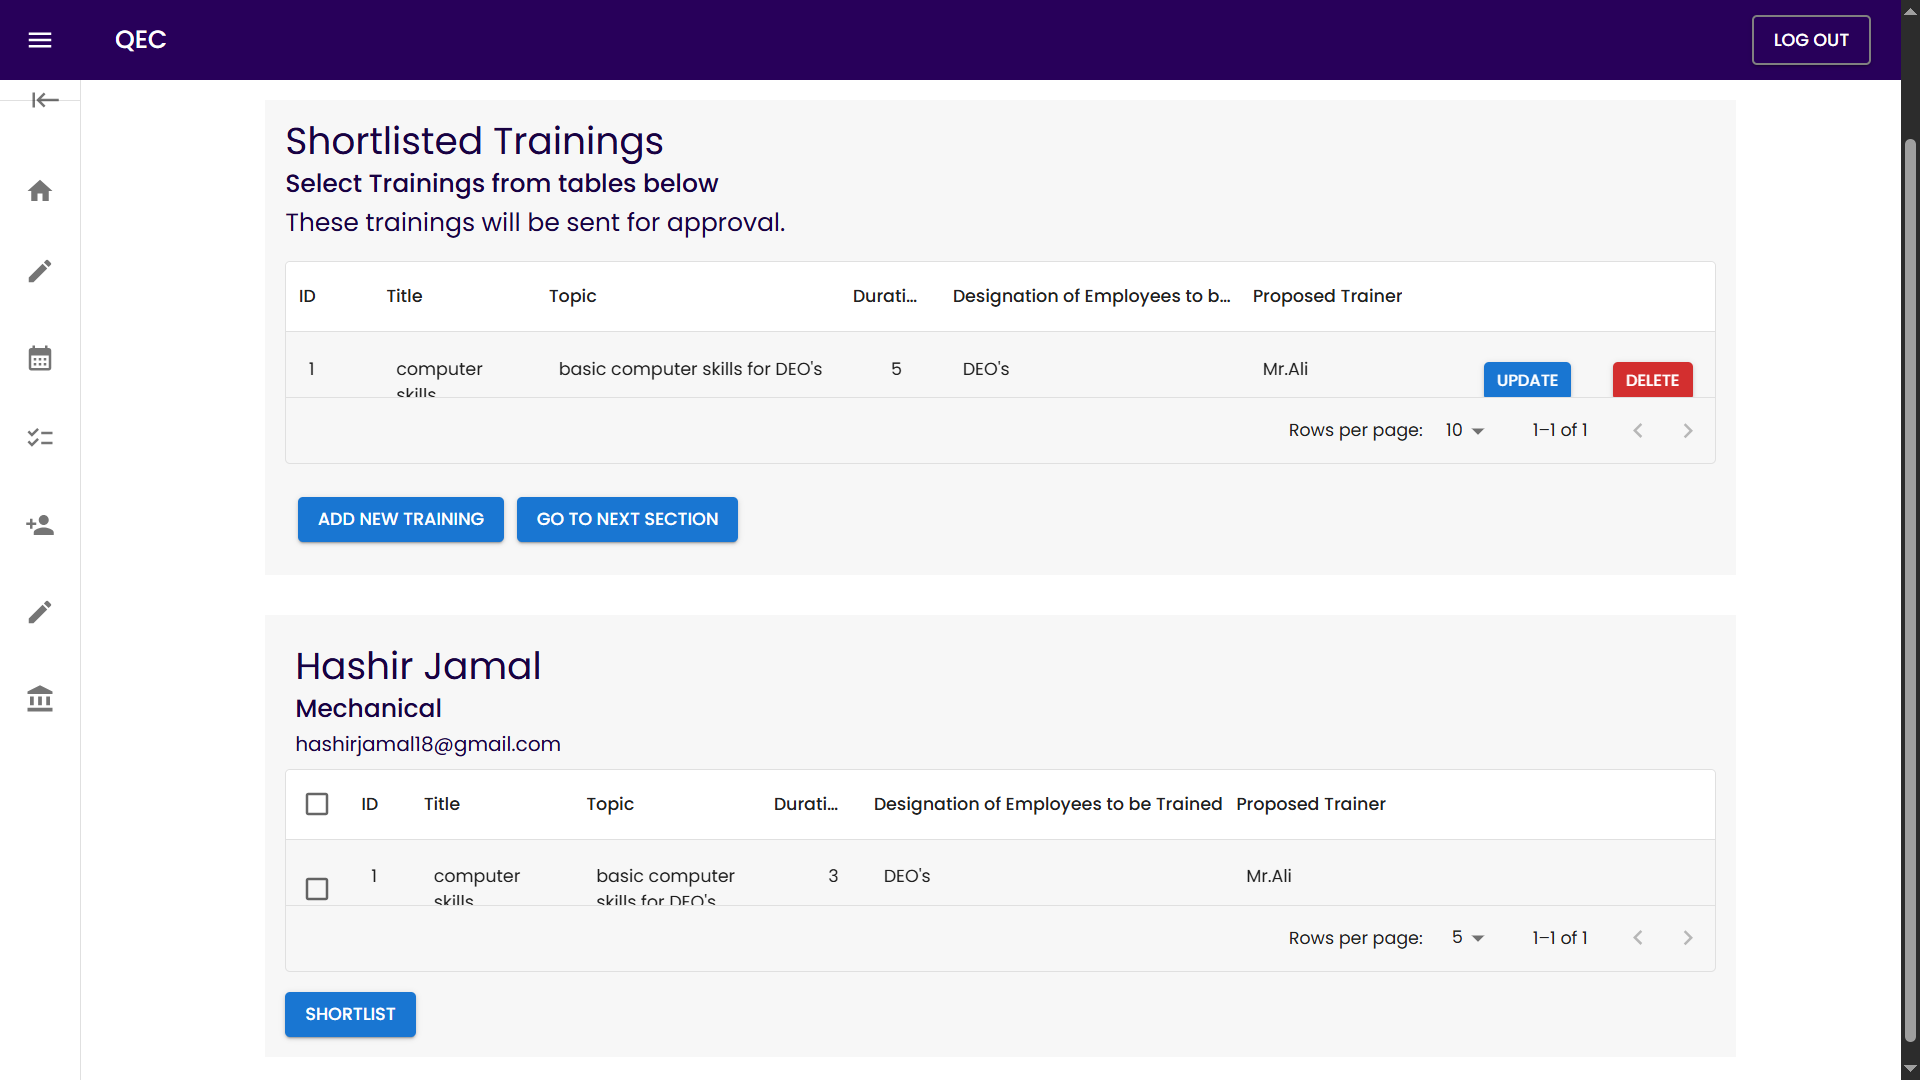 QEC
LOG OUT
Shortlisted Trainings
Select Trainings from tables below
These trainings will be sent for approval.
ID Title Topic Durati... Designation of Employees to b... Proposed Trainer
1 computer skills basic computer skills for DEO's 5 DEO's Mr.Ali UPDATE DELETE
Rows per page: 10 1–1 of 1
ADD NEW TRAINING GO TO NEXT SECTION
Hashir Jamal
Mechanical
hashirjamal18@gmail.com
ID Title Topic Durati... Designation of Employees to be Trained Proposed Trainer
1 computer skills basic computer skills for DEO's 3 DEO's Mr.Ali
Rows per page: 5 1–1 of 1
SHORTLIST